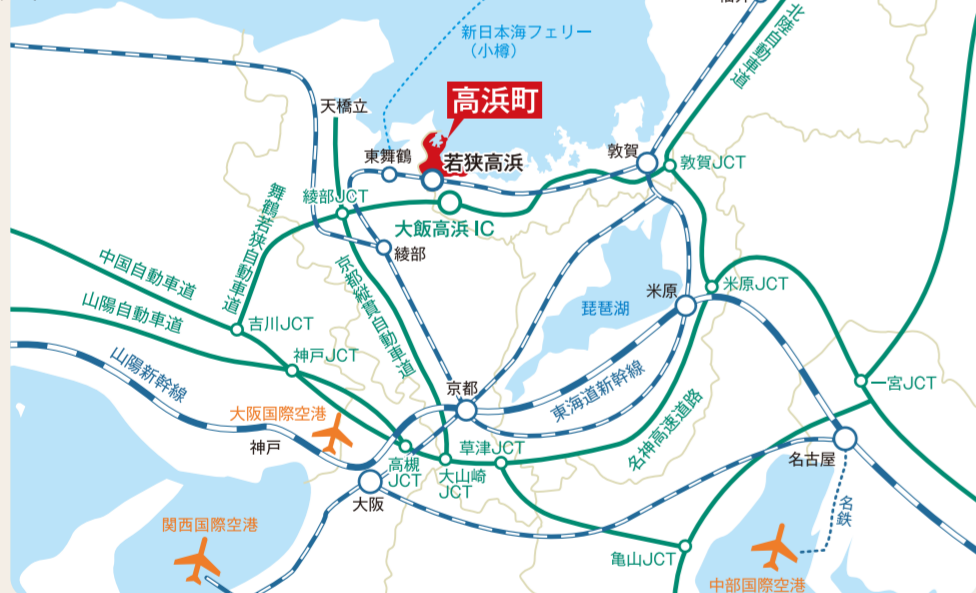 新日本海フェリー
（小樽）
北陸自動車道
高浜町
天橋立
東舞鶴
若狭高浜
敦賀
敦賀JCT
綾部JCT
大飯高浜 IC
舞鶴若狭自動車道
綾部
京都縦貫自動車道
中国自動車道
山陽自動車道
吉川JCT
神戸JCT
山陽新幹線
琵琶湖
米原
米原JCT
東海道新幹線
京都
一宮JCT
名神高速道路
大阪国際空港
神戸
高槻
JCT
大山崎
JCT
草津JCT
大阪
名古屋
名鉄
関西国際空港
亀山JCT
中部国際空港